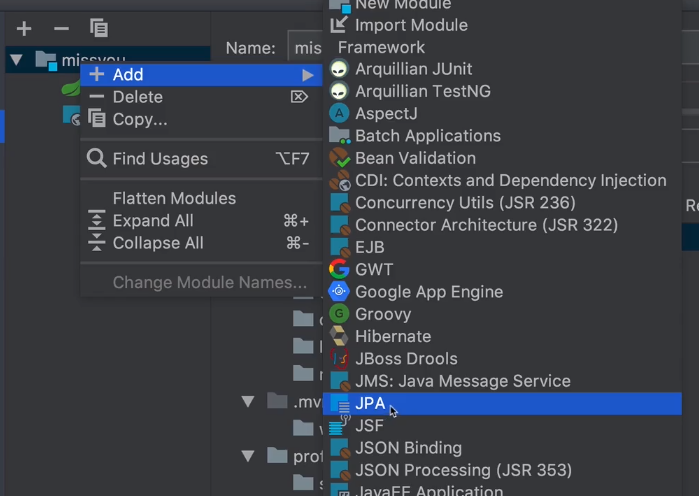 New Module
Import Module
Framework
Name: mis
missyou
Add
Delete
Copy...
Find Usages ⌥F7
Flatten Modules
Expand All ⌘+
Collapse All ⌘-
Change Module Names...
Arquillian JUnit
Arquillian TestNG
AspectJ
Batch Applications
Bean Validation
CDI: Contexts and Dependency Injection
Concurrency Utils (JSR 236)
Connector Architecture (JSR 322)
EJB
GWT
Google App Engine
Groovy
Hibernate
JBoss Drools
JMS: Java Message Service
JPA
JSF
JSON Binding
JSON Processing (JSR 353)
JavaEE Application
.mv
prof